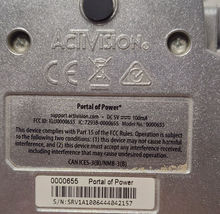 ACTIVISION
CE
Portal of Power®
support.activision.com DC 5V 100mA
FCC ID: XLU0000655 IC: 72938-0000655 Model No.: 0000655
This device complies with Part 15 of the FCC Rules. Operation is subject
to the following two conditions: (1) this device may not cause harmful
interference, and (2) this device must accept any interference received,
including interference that may cause undesired operation.
CAN ICES-3(B)/NMB-3(B)
0000655 Portal of Power
S/N:SRV1A1006444042157